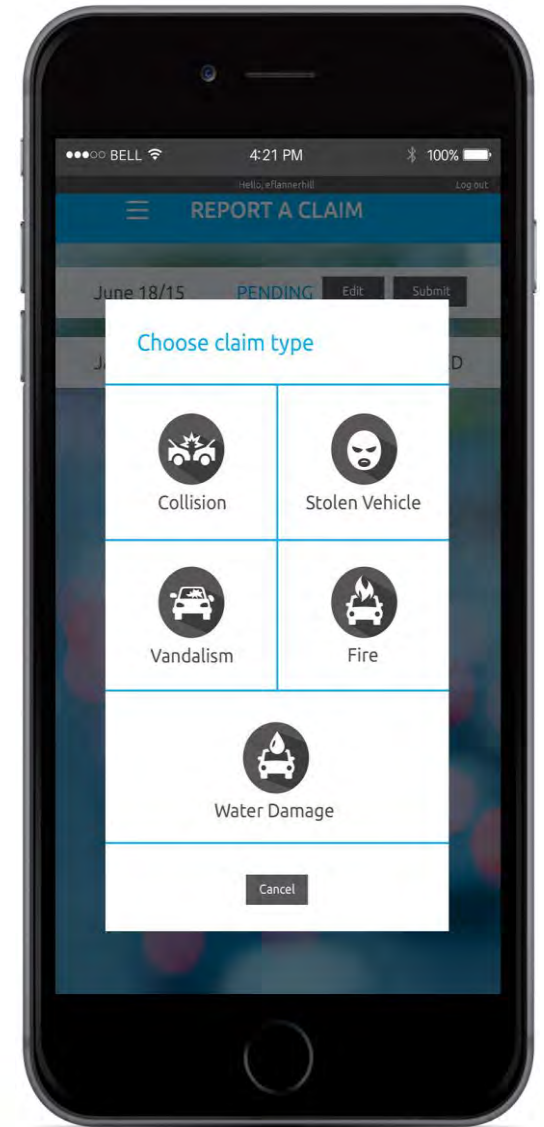 BELL 4:21 PM 100%
Hello, eflannerhill Log out
REPORT A CLAIM
June 18/15 PENDING Edit Submit
Choose claim type
Collision Stolen Vehicle
Vandalism Fire
Water Damage
Cancel